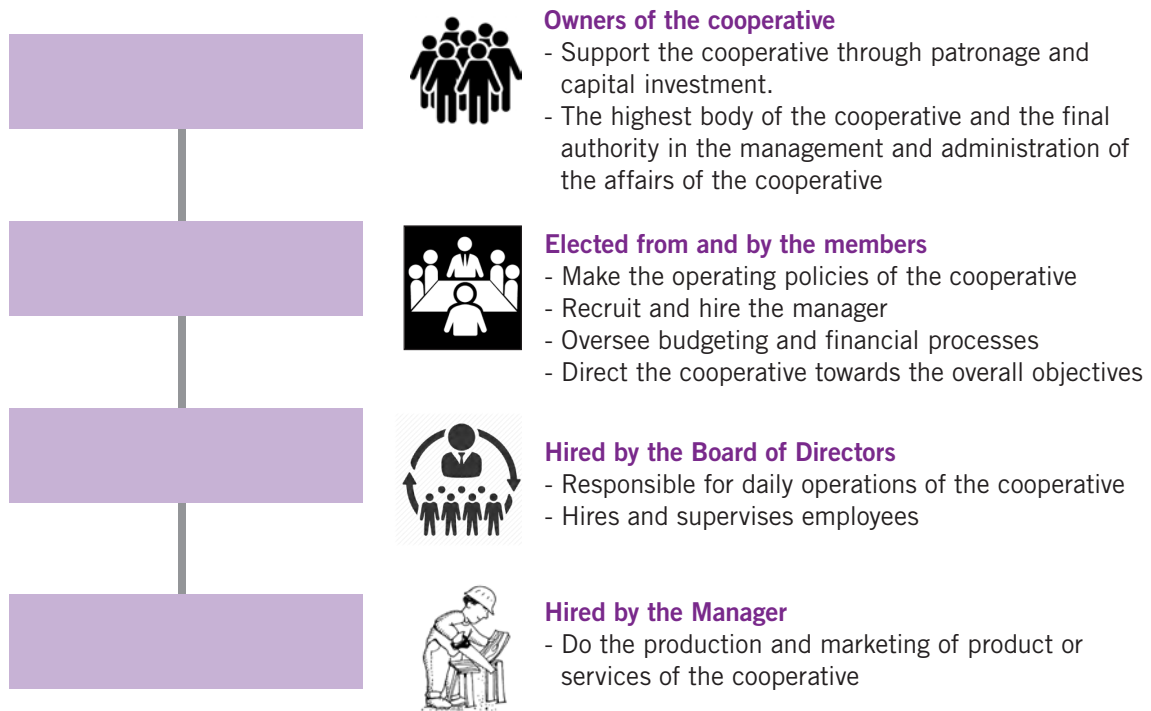 Owners of the cooperative
- Support the cooperative through patronage and
capital investment.
- The highest body of the cooperative and the final
authority in the management and administration of
the affairs of the cooperative
Elected from and by the members
- Make the operating policies of the cooperative
- Recruit and hire the manager
- Oversee budgeting and financial processes
- Direct the cooperative towards the overall objectives
Hired by the Board of Directors
- Responsible for daily operations of the cooperative
- Hires and supervises employees
Hired by the Manager
- Do the production and marketing of product or
services of the cooperative